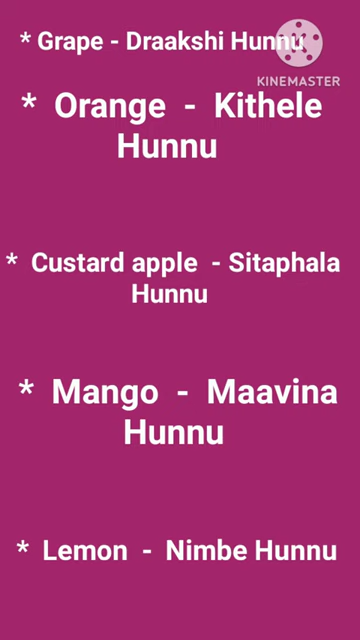 * Grape - Draakshi Hunnu
KINEMASTER
* Orange - Kithele
Hunnu
* Custard apple - Sitaphala
Hunnu
* Mango - Maavina
Hunnu
* Lemon - Nimbe Hunnu